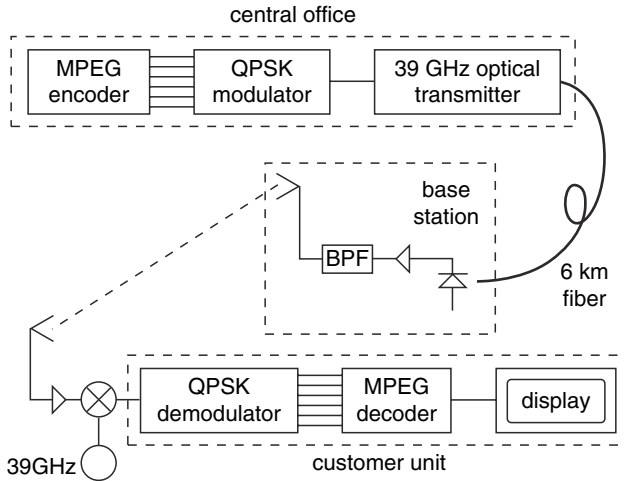 central office
MPEG
encoder
QPSK
modulator
39 GHz optical
transmitter
base
station
BPF
6 km
fiber
QPSK
demodulator
MPEG
decoder
display
39GHz
customer unit